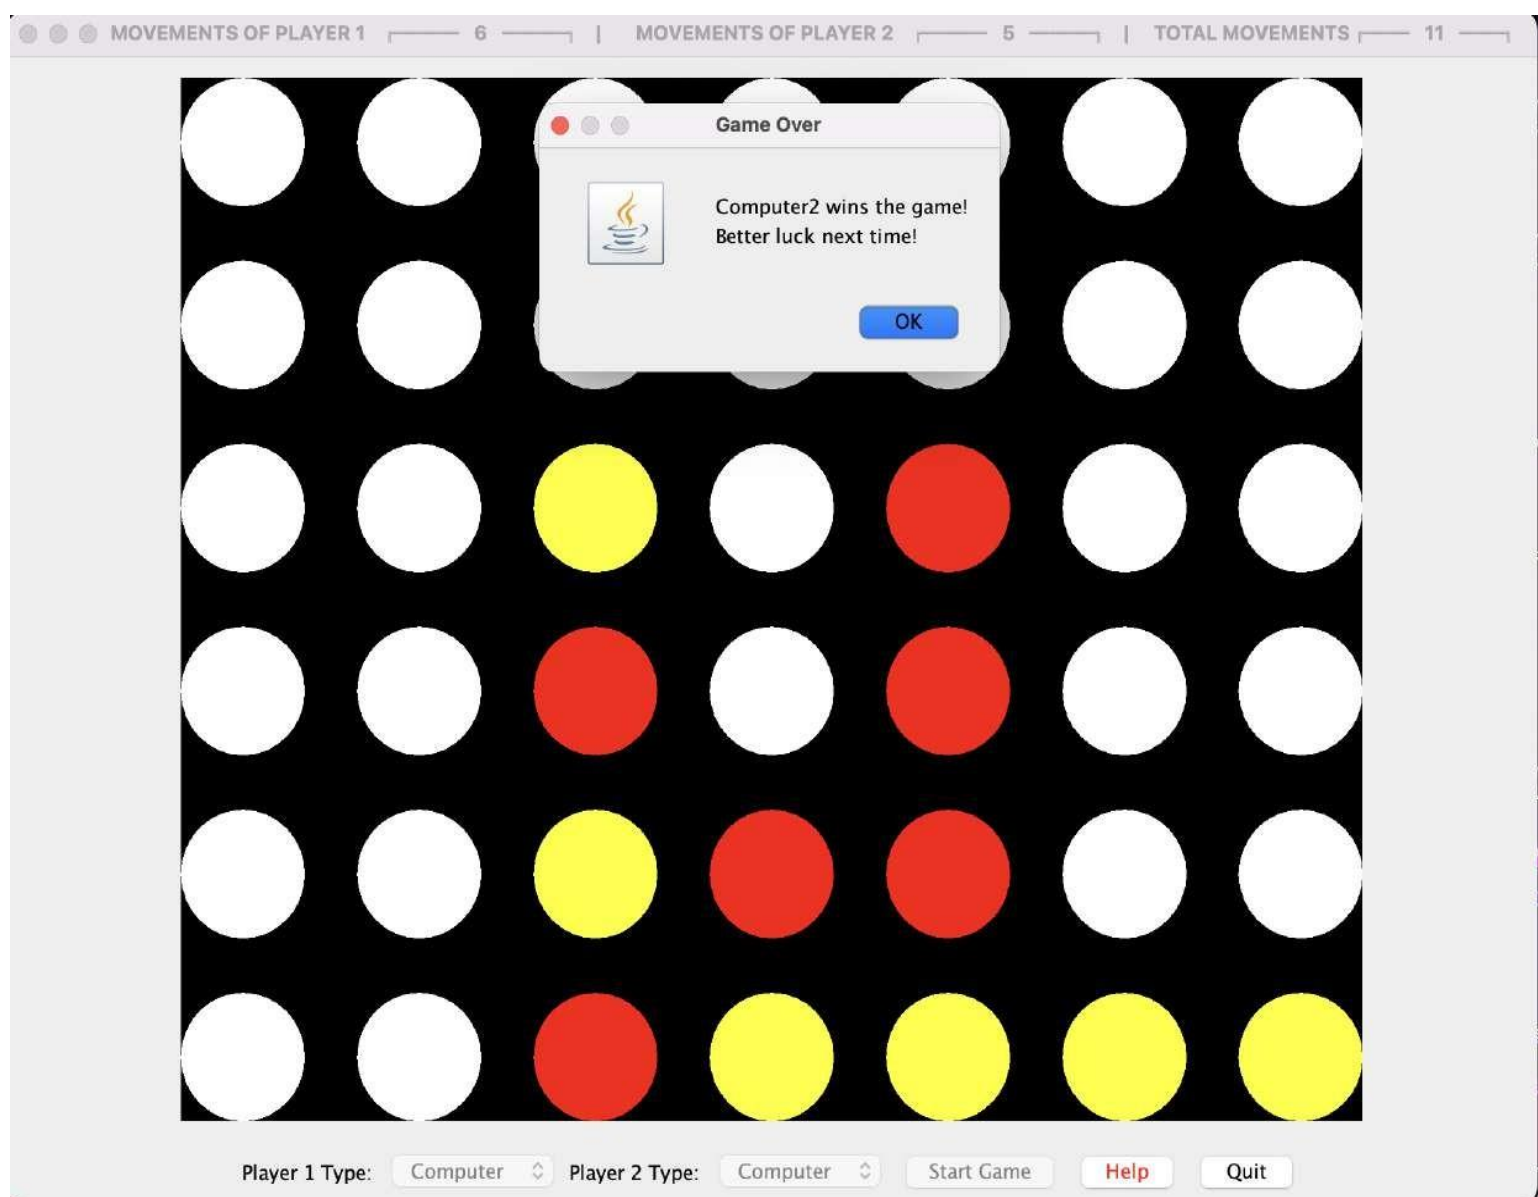 MOVEMENTS OF PLAYER 1 ┌─── 6 ───┐ | MOVEMENTS OF PLAYER 2 ┌─── 5 ───┐ | TOTAL MOVEMENTS ┌─── 11 ───┐
Game Over
Computer2 wins the game!
Better luck next time!
OK
Player 1 Type: Computer Player 2 Type: Computer Start Game Help Quit